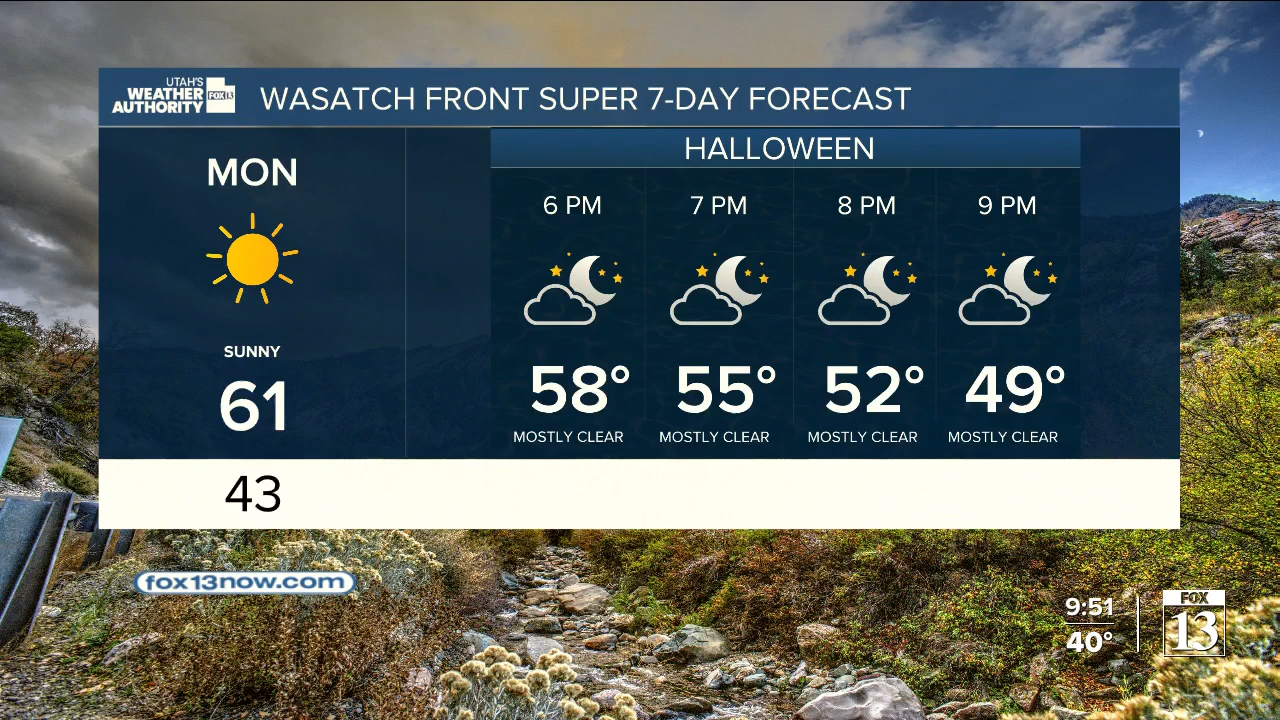 UTAH'S
WEATHER
AUTHORITY
FOX 13
WASATCH FRONT SUPER 7-DAY FORECAST
MON
SUNNY
61
43
HALLOWEEN
6 PM 7 PM 8 PM 9 PM
58° 55° 52° 49°
MOSTLY CLEAR MOSTLY CLEAR MOSTLY CLEAR MOSTLY CLEAR
fox13now.com
9:51
40°
FOX
13